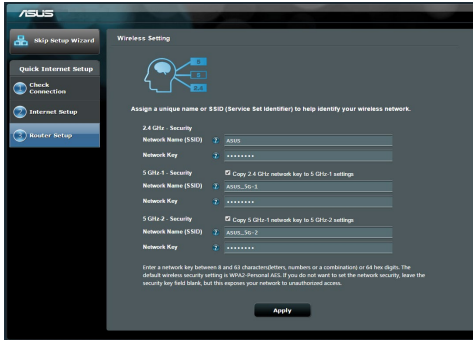 ASUS
Skip Setup Wizard
Quick Internet Setup
1 Check Connection
2 Internet Setup
3 Router Setup
Wireless Setting
5
5
2.4
Assign a unique name or SSID (Service Set Identifier) to help identify your wireless network.
2.4 GHz - Security
Network Name (SSID) ASUS
Network Key ••••••••
5 GHz-1 - Security Copy 2.4 GHz network key to 5 GHz-1 settings
Network Name (SSID) ASUS_5G-1
Network Key ••••••••
5 GHz-2 - Security Copy 5 GHz-1 network key to 5 GHz-2 settings
Network Name (SSID) ASUS_5G-2
Network Key ••••••••
Enter a network key between 8 and 63 characters(letters, numbers or a combination) or 64 hex digits. The
default wireless security setting is WPA2-Personal AES. If you do not want to set the network security, leave the
security key field blank, but this exposes your network to unauthorized access.
Apply